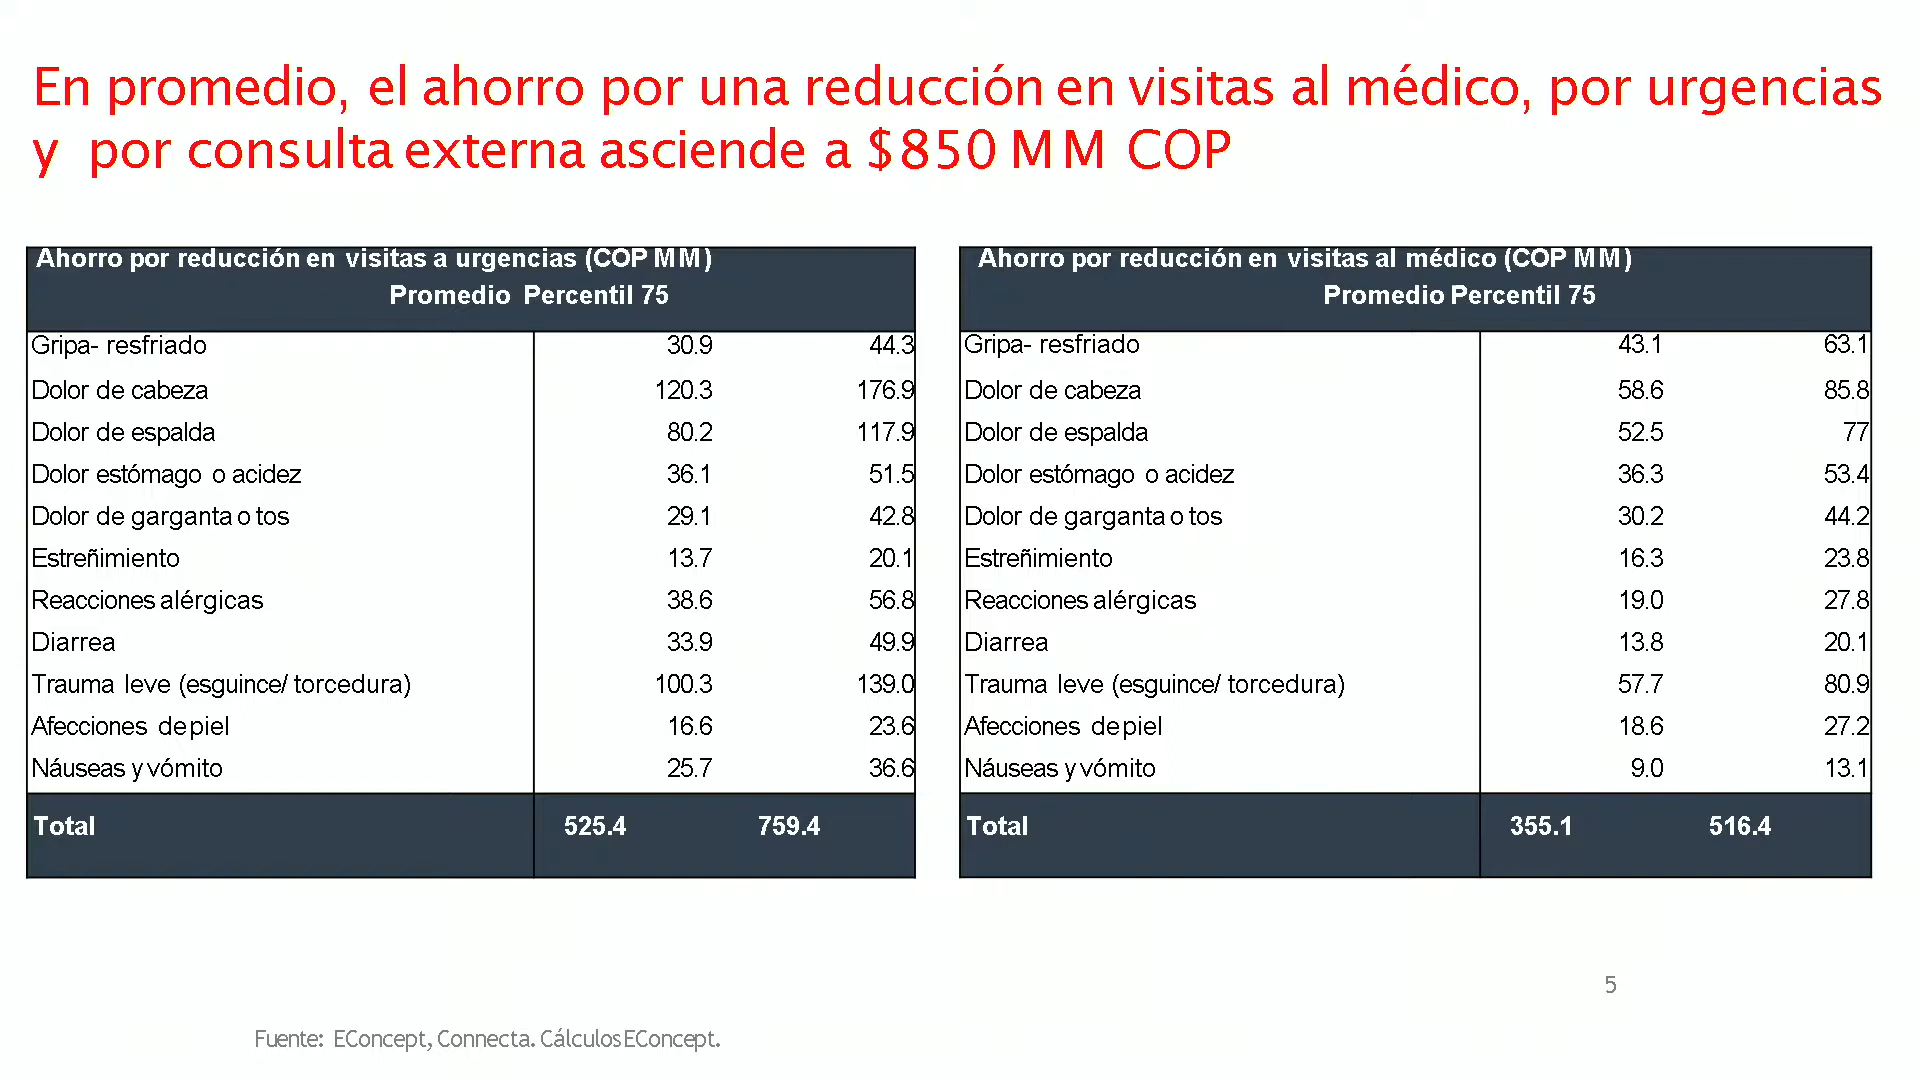 En promedio, el ahorro por una reducción en visitas al médico, por urgencias
y por consulta externa asciende a $850 MM COP
Ahorro por reducción en visitas a urgencias (COP MM)
Promedio Percentil 75
Gripa- resfriado 30.9 44.3
Dolor de cabeza 120.3 176.9
Dolor de espalda 80.2 117.9
Dolor estómago o acidez 36.1 51.5
Dolor de garganta o tos 29.1 42.8
Estreñimiento 13.7 20.1
Reacciones alérgicas 38.6 56.8
Diarrea 33.9 49.9
Trauma leve (esguince/ torcedura) 100.3 139.0
Afecciones de piel 16.6 23.6
Náuseas y vómito 25.7 36.6
Total 525.4 759.4
Ahorro por reducción en visitas al médico (COP MM)
Promedio Percentil 75
Gripa- resfriado 43.1 63.1
Dolor de cabeza 58.6 85.8
Dolor de espalda 52.5 77
Dolor estómago o acidez 36.3 53.4
Dolor de garganta o tos 30.2 44.2
Estreñimiento 16.3 23.8
Reacciones alérgicas 19.0 27.8
Diarrea 13.8 20.1
Trauma leve (esguince/ torcedura) 57.7 80.9
Afecciones de piel 18.6 27.2
Náuseas y vómito 9.0 13.1
Total 355.1 516.4
5
Fuente: EConcept, Connecta. Cálculos EConcept.